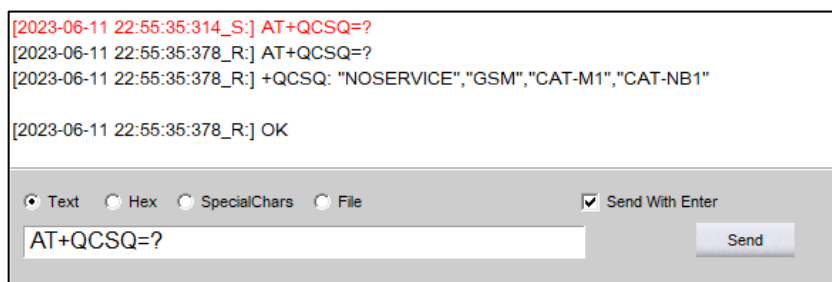 [2023-06-11 22:55:35:314_S:] AT+QCSQ=?
[2023-06-11 22:55:35:378_R:] AT+QCSQ=?
[2023-06-11 22:55:35:378_R:] +QCSQ: "NOSERVICE","GSM","CAT-M1","CAT-NB1"
[2023-06-11 22:55:35:378_R:] OK
Text Hex SpecialChars File Send With Enter
AT+QCSQ=? Send